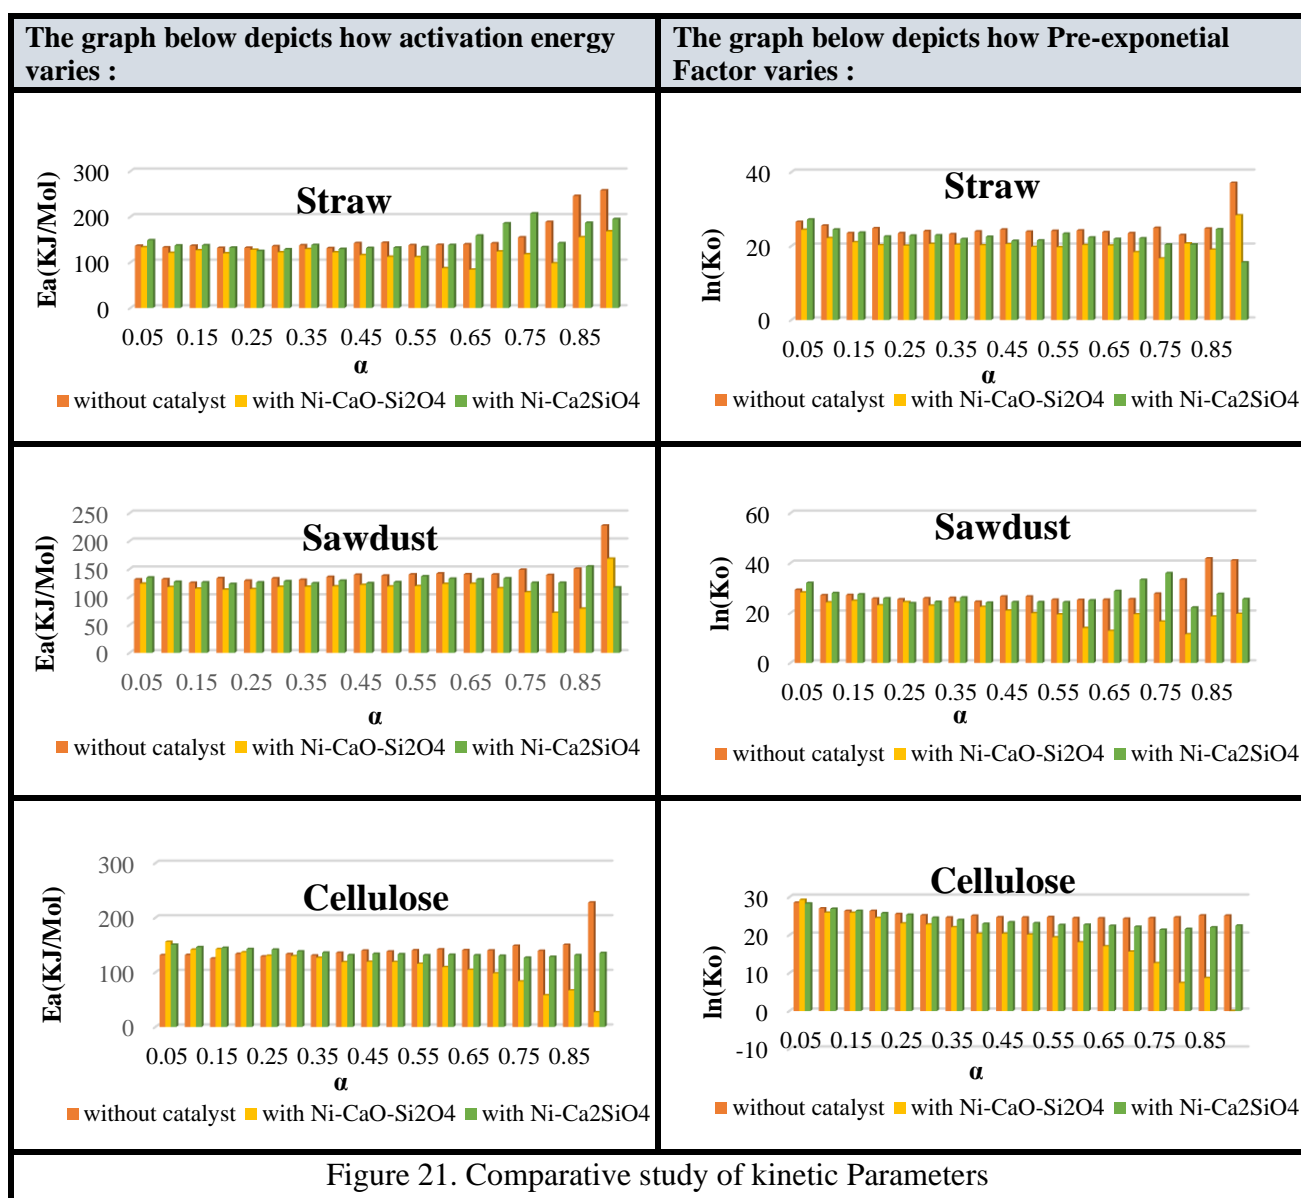 The graph below depicts how activation energy
varies :
The graph below depicts how Pre-exponetial
Factor varies :
Straw
Ea(KJ/Mol)
300
200
100
0
0.05 0.15 0.25 0.35 0.45 0.55 0.65 0.75 0.85
α
without catalyst with Ni-CaO-Si2O4 with Ni-Ca2SiO4
Straw
ln(Ko)
40
20
0
0.05 0.15 0.25 0.35 0.45 0.55 0.65 0.75 0.85
α
without catalyst with Ni-CaO-Si2O4 with Ni-Ca2SiO4
Sawdust
Ea(KJ/Mol)
250
200
150
100
50
0
0.05 0.15 0.25 0.35 0.45 0.55 0.65 0.75 0.85
α
without catalyst with Ni-CaO-Si2O4 with Ni-Ca2SiO4
Sawdust
ln(Ko)
60
40
20
0
0.05 0.15 0.25 0.35 0.45 0.55 0.65 0.75 0.85
α
without catalyst with Ni-CaO-Si2O4 with Ni-Ca2SiO4
Cellulose
Ea(KJ/Mol)
300
200
100
0
0.05 0.15 0.25 0.35 0.45 0.55 0.65 0.75 0.85
α
without catalyst with Ni-CaO-Si2O4 with Ni-Ca2SiO4
Cellulose
ln(Ko)
30
20
10
0
-10
0.05 0.15 0.25 0.35 0.45 0.55 0.65 0.75 0.85
α
without catalyst with Ni-CaO-Si2O4 with Ni-Ca2SiO4
Figure 21. Comparative study of kinetic Parameters